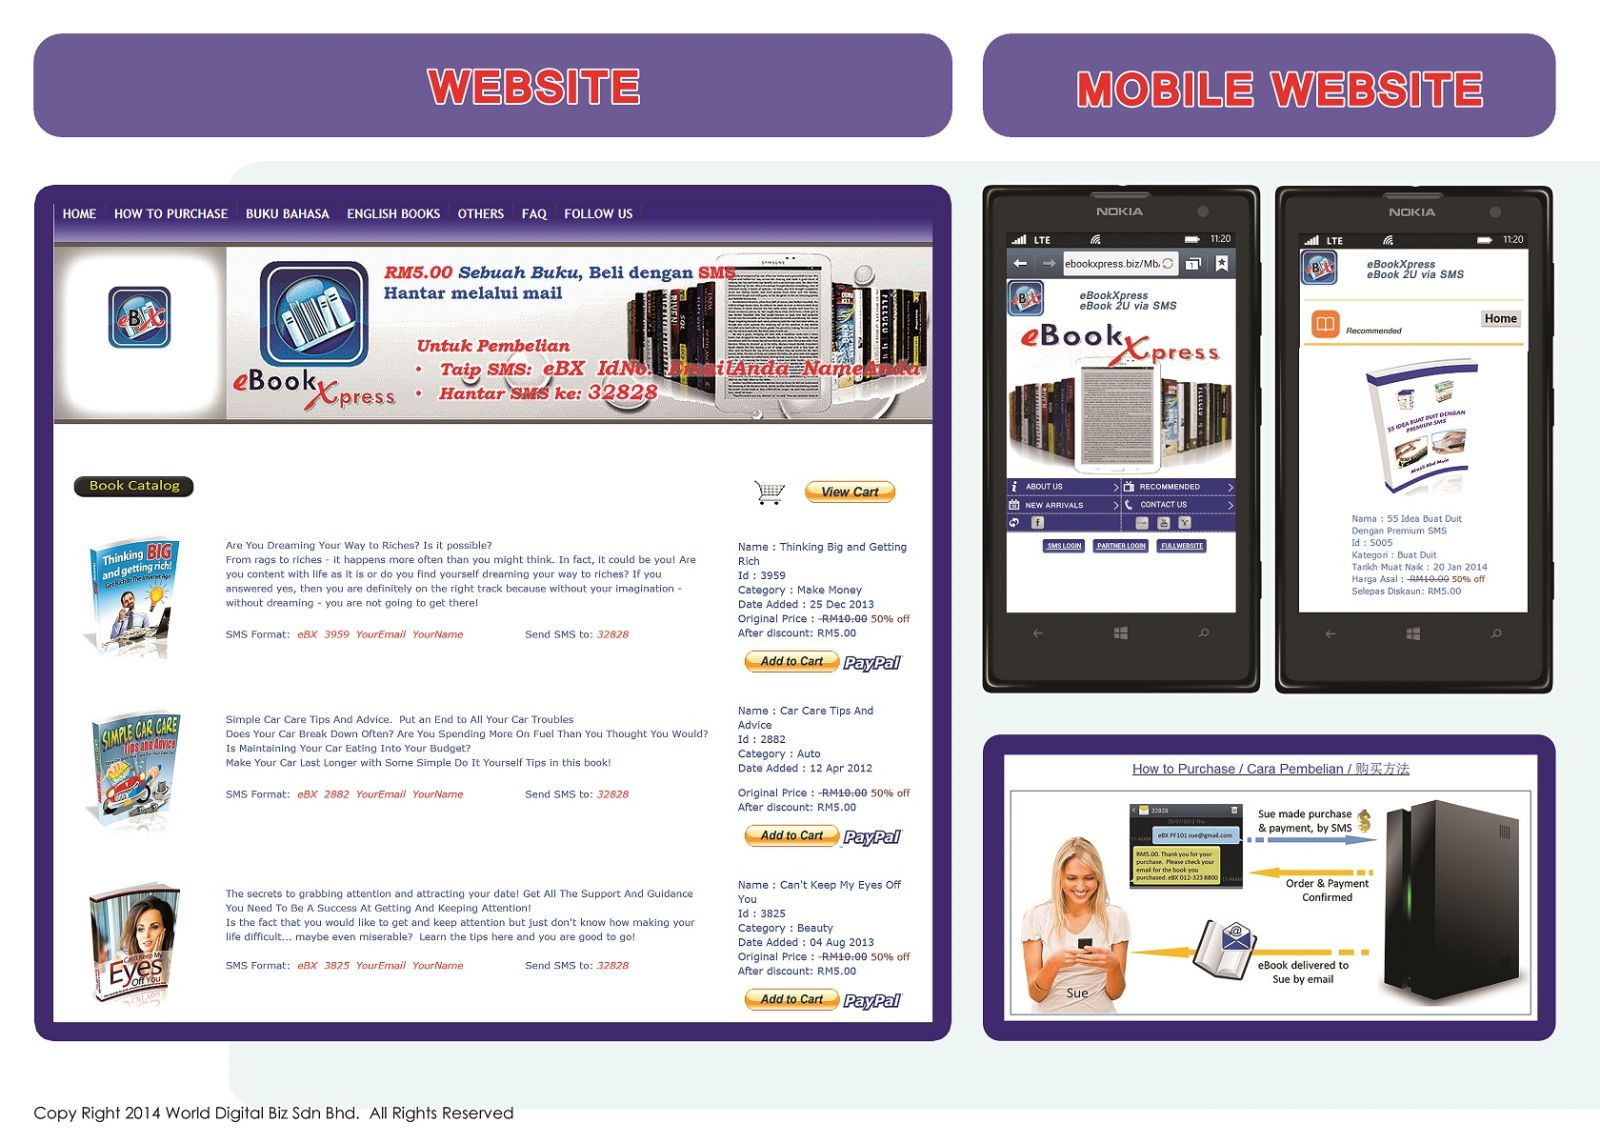 WEBSITE
MOBILE WEBSITE
HOME HOW TO PURCHASE BUKU BAHASA ENGLISH BOOKS OTHERS FAQ FOLLOW US
eBX
RM5.00 Sebuah Buku, Beli dengan SMS
Hantar melalui mail
Untuk Pembelian
• Taip SMS: eBX IdNo. EmailAnda NameAnda
• Hantar SMS ke: 32828
eBook
Xpress
Book Catalog
View Cart
Thinking BIG
and getting rich!
Get Rich In The Internet Age
Are You Dreaming Your Way to Riches? Is it possible?
From rags to riches - it happens more often than you might think. In fact, it could be you! Are
you content with life as it is or do you find yourself dreaming your way to riches? If you
answered yes, then you are definitely on the right track because without your imagination -
without dreaming - you are not going to get there!
SMS Format: eBX 3959 YourEmail YourName Send SMS to: 32828
Name : Thinking Big and Getting
Rich
Id : 3959
Category : Make Money
Date Added : 25 Dec 2013
Original Price : RM10.00 50% off
After discount: RM5.00
Add to Cart PayPal
SIMPLE CAR CARE
Tips and Advice
Simple Car Care Tips And Advice. Put an End to All Your Car Troubles
Does Your Car Break Down Often? Are You Spending More On Fuel Than You Thought You Would?
Is Maintaining Your Car Eating Into Your Budget?
Make Your Car Last Longer with Some Simple Do It Yourself Tips in this book!
SMS Format: eBX 2882 YourEmail YourName Send SMS to: 32828
Name : Car Care Tips And
Advice
Id : 2882
Category : Auto
Date Added : 12 Apr 2012
Original Price : RM10.00 50% off
After discount: RM5.00
Add to Cart PayPal
Can't Keep My
Eyes
Off You
The secrets to grabbing attention and attracting your date! Get All The Support And Guidance
You Need To Be A Success At Getting And Keeping Attention!
Is the fact that you would like to get and keep attention but just don't know how making your
life difficult... maybe even miserable? Learn the tips here and you are good to go!
SMS Format: eBX 3825 YourEmail YourName Send SMS to: 32828
Name : Can't Keep My Eyes Off
You
Id : 3825
Category : Beauty
Date Added : 04 Aug 2013
Original Price : RM10.00 50% off
After discount: RM5.00
Add to Cart PayPal
NOKIA
LTE 11:20
ebookxpress.biz/Mb/
1
eBX
eBookXpress
eBook 2U via SMS
eBook
Xpress
ABOUT US
RECOMMENDED
NEW ARRIVALS
CONTACT US
SMS LOGIN PARTNER LOGIN FULLWEBSITE
NOKIA
LTE 11:20
eBX
eBookXpress
eBook 2U via SMS
Recommended
Home
55 IDEA BUAT DUIT DENGAN
PREMIUM SMS
Nama : 55 Idea Buat Duit
Dengan Premium SMS
Id : 5005
Kategori : Buat Duit
Tarikh Muat Naik : 20 Jan 2014
Harga Asal : RM10.00 50% off
Selepas Diskaun: RM5.00
How to Purchase / Cara Pembelian / 购买方法
32828
25/07/2013 Thu
eBX PF101 sue@gmail.com
11:46AM
RM5.00. Thank you for your
purchase. Please check your
email for the book you
purchased. eBX 012-323 8800
11:46AM
Sue made purchase
& payment, by SMS
Order & Payment
Confirmed
eBook delivered to
Sue by email
Sue
Copy Right 2014 World Digital Biz Sdn Bhd. All Rights Reserved